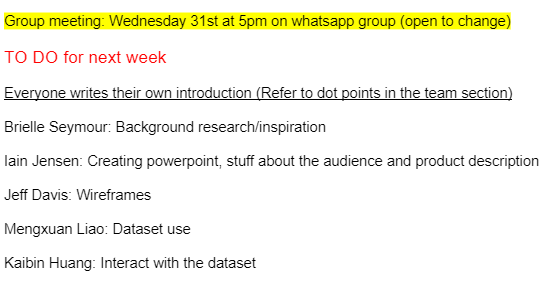 Group meeting: Wednesday 31st at 5pm on whatsapp group (open to change)
TO DO for next week
Everyone writes their own introduction (Refer to dot points in the team section)
Brielle Seymour: Background research/inspiration
Iain Jensen: Creating powerpoint, stuff about the audience and product description
Jeff Davis: Wireframes
Mengxuan Liao: Dataset use
Kaibin Huang: Interact with the dataset